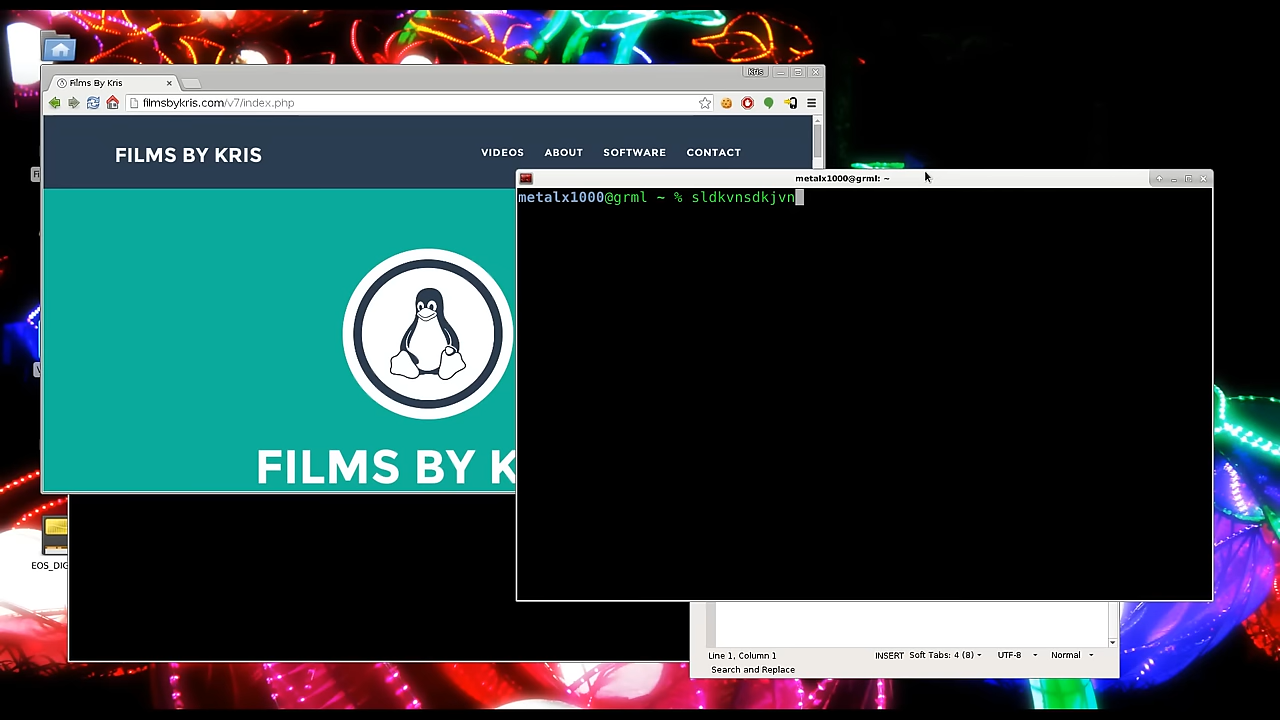 Films By Kris
Kris
filmsbykris.com/v7/index.php
FILMS BY KRIS
VIDEOS ABOUT SOFTWARE CONTACT
metalx1000@grml: ~
metalx1000@grml ~ % sldkvnsdkjvn
FILMS BY K
EOS_DIG
Line 1, Column 1 INSERT Soft Tabs: 4 (8) UTF-8 Normal
Search and Replace